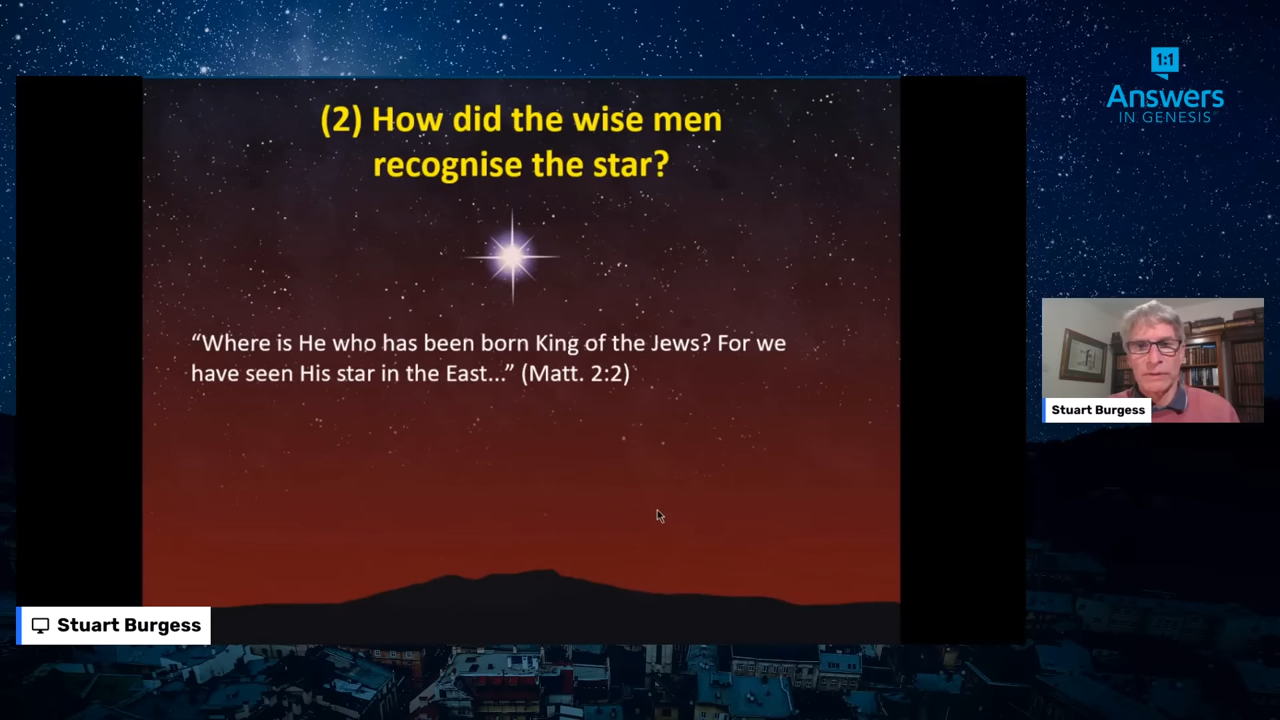 1:1
Answers
IN GENESIS
(2) How did the wise men
recognise the star?
“Where is He who has been born King of the Jews? For we
have seen His star in the East...” (Matt. 2:2)
Stuart Burgess
Stuart Burgess